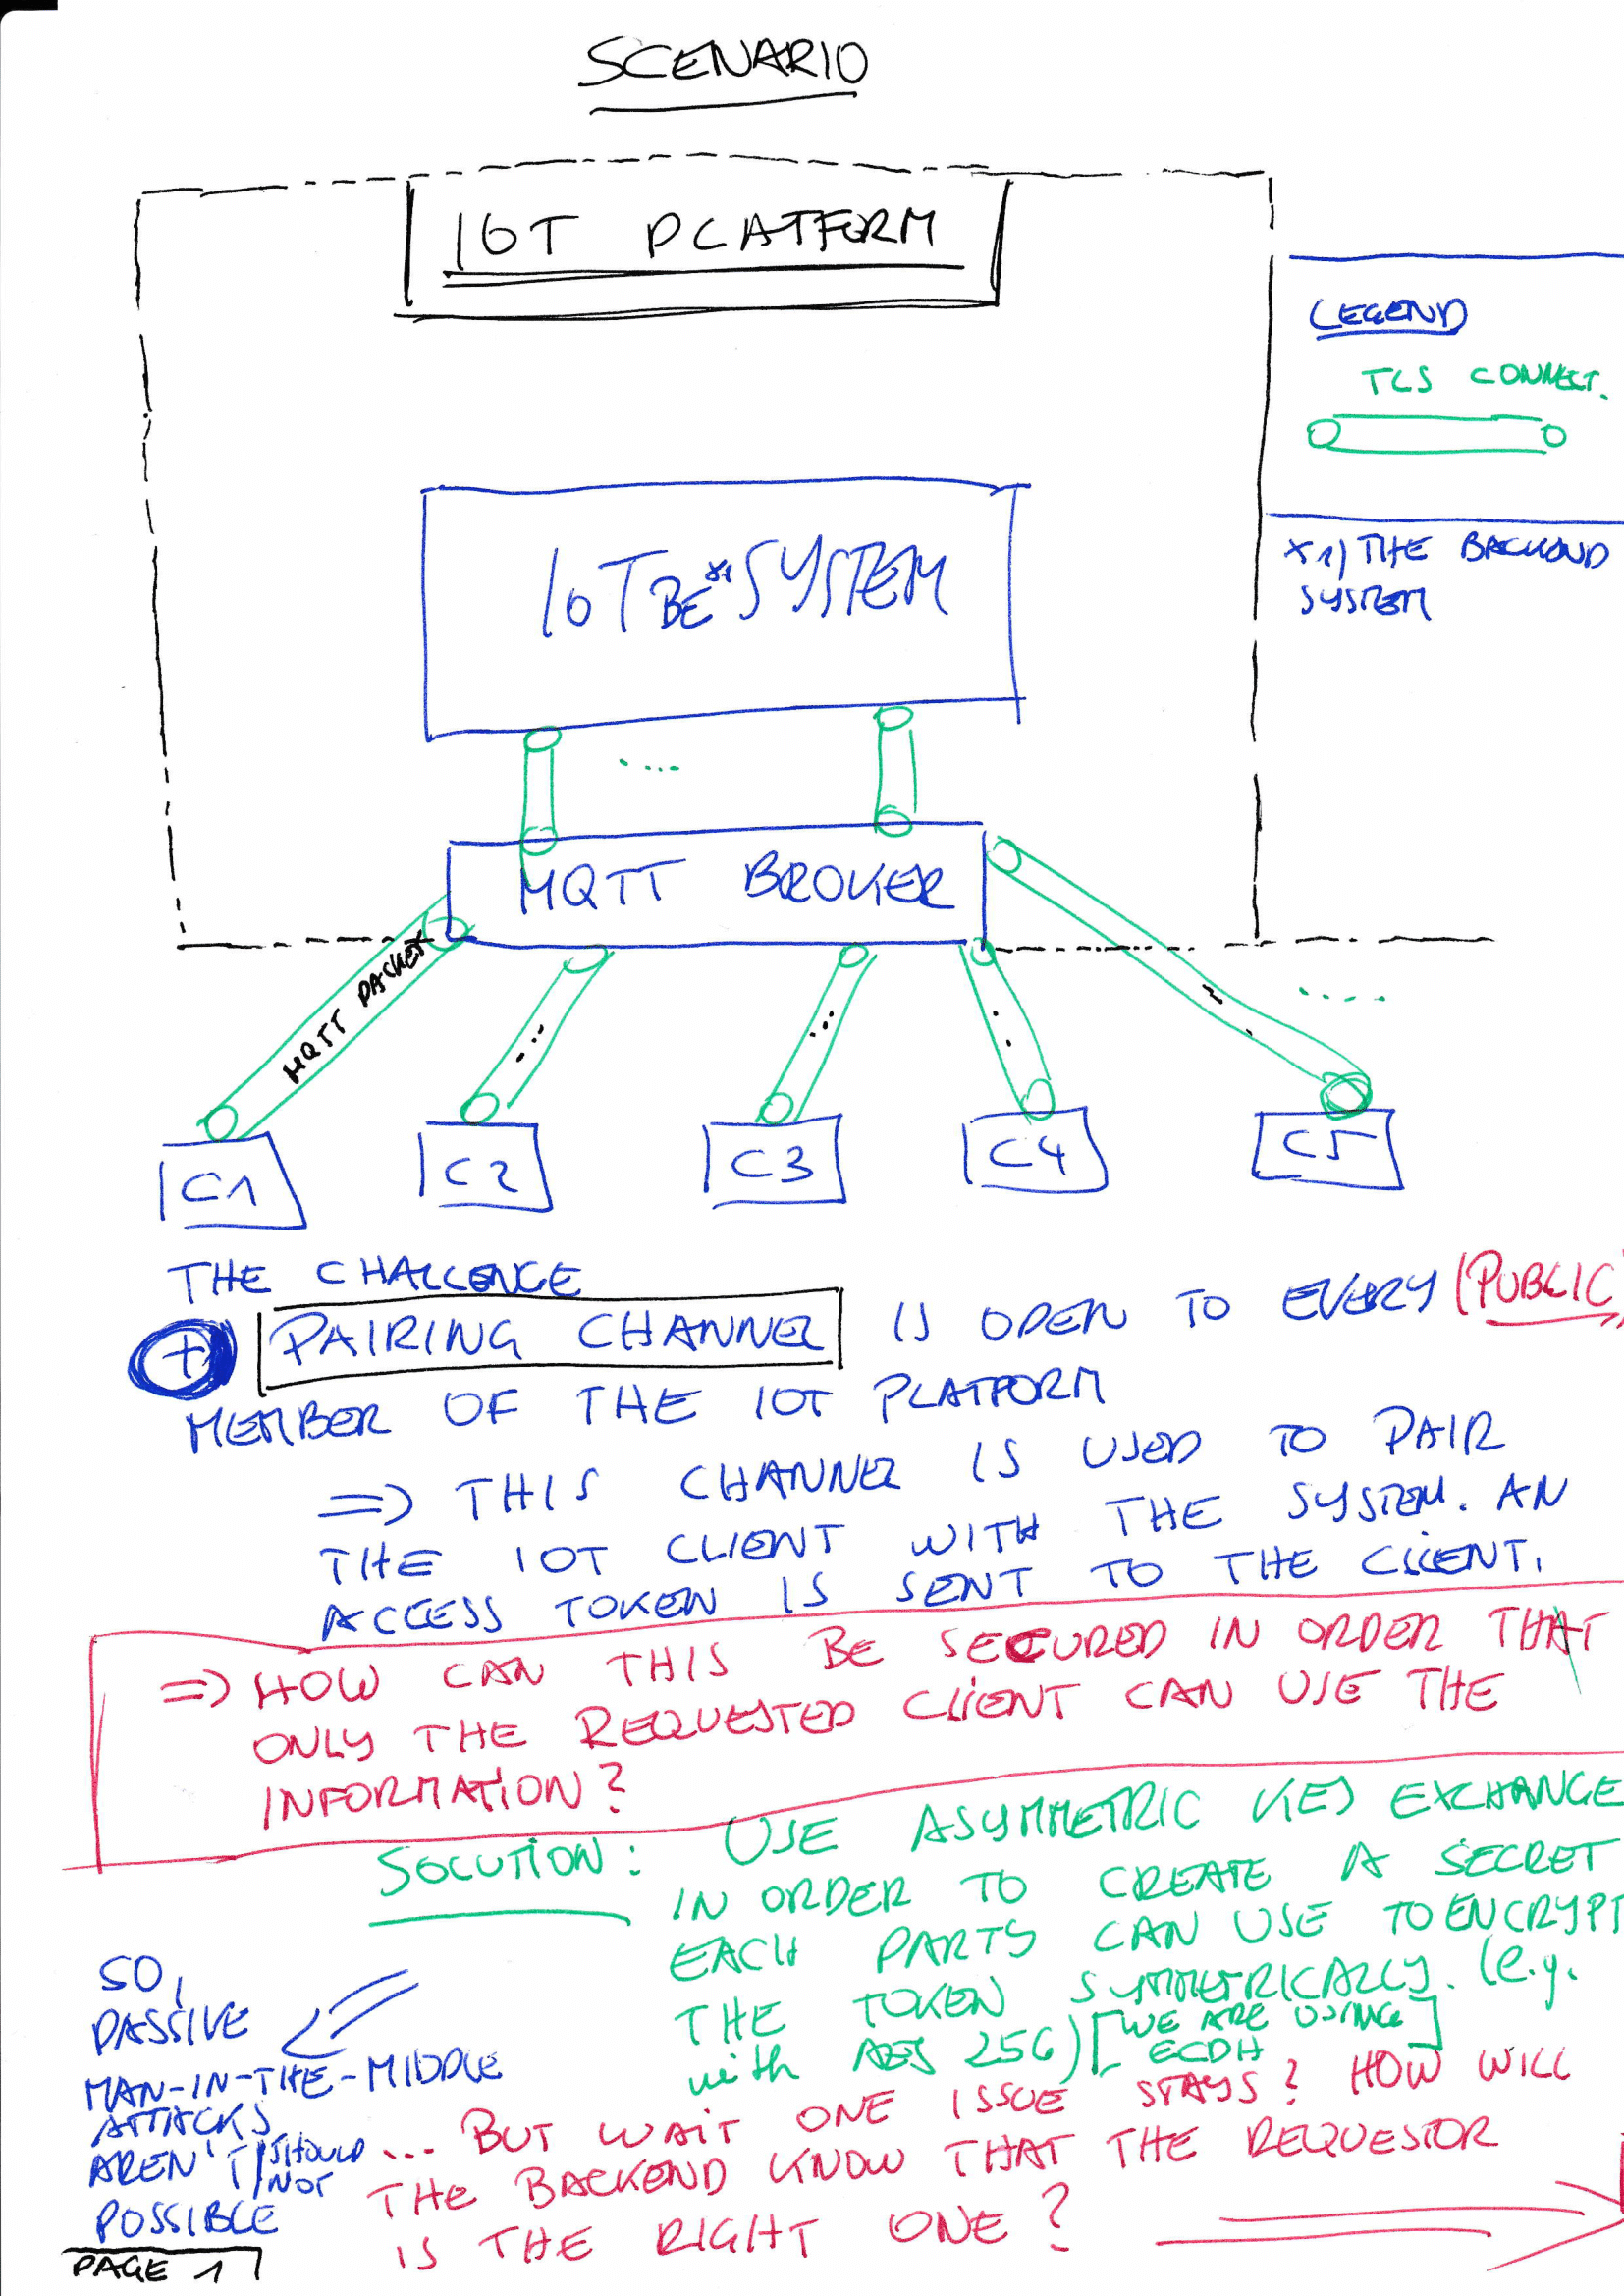 SCENARIO
IOT PLATFORM
LEGEND
TLS CONNECT.
IOT BE*1 SYSTEM
*1) THE BACKEND
SYSTEM
....
MQTT BROKER
MQTT PACKET
...
...
....
C1
C2
C3
C4
C5
THE CHALLENGE
+ PAIRING CHANNEL IS OPEN TO EVERY (PUBLIC)
MEMBER OF THE IOT PLATFORM
=> THIS CHANNEL IS USED TO PAIR
THE IOT CLIENT WITH THE SYSTEM. AN
ACCESS TOKEN IS SENT TO THE CLIENT.
=> HOW CAN THIS BE SECURED IN ORDER THAT
ONLY THE REQUESTED CLIENT CAN USE THE
INFORMATION?
SOLUTION: USE ASYMMETRIC KEY EXCHANGE
IN ORDER TO CREATE A SECRET
EACH PARTY CAN USE TO ENCRYPT
THE TOKEN SYMMETRICALLY. (e.g.
with AES 256) [WE ARE USING
ECDH]
SO,
PASSIVE
MAN-IN-THE-MIDDLE
ATTACKS
AREN'T/SHOULD
NOT
POSSIBLE
... BUT WAIT ONE ISSUE STAYS? HOW WILL
THE BACKEND KNOW THAT THE REQUESTOR
IS THE RIGHT ONE?
PAGE 1